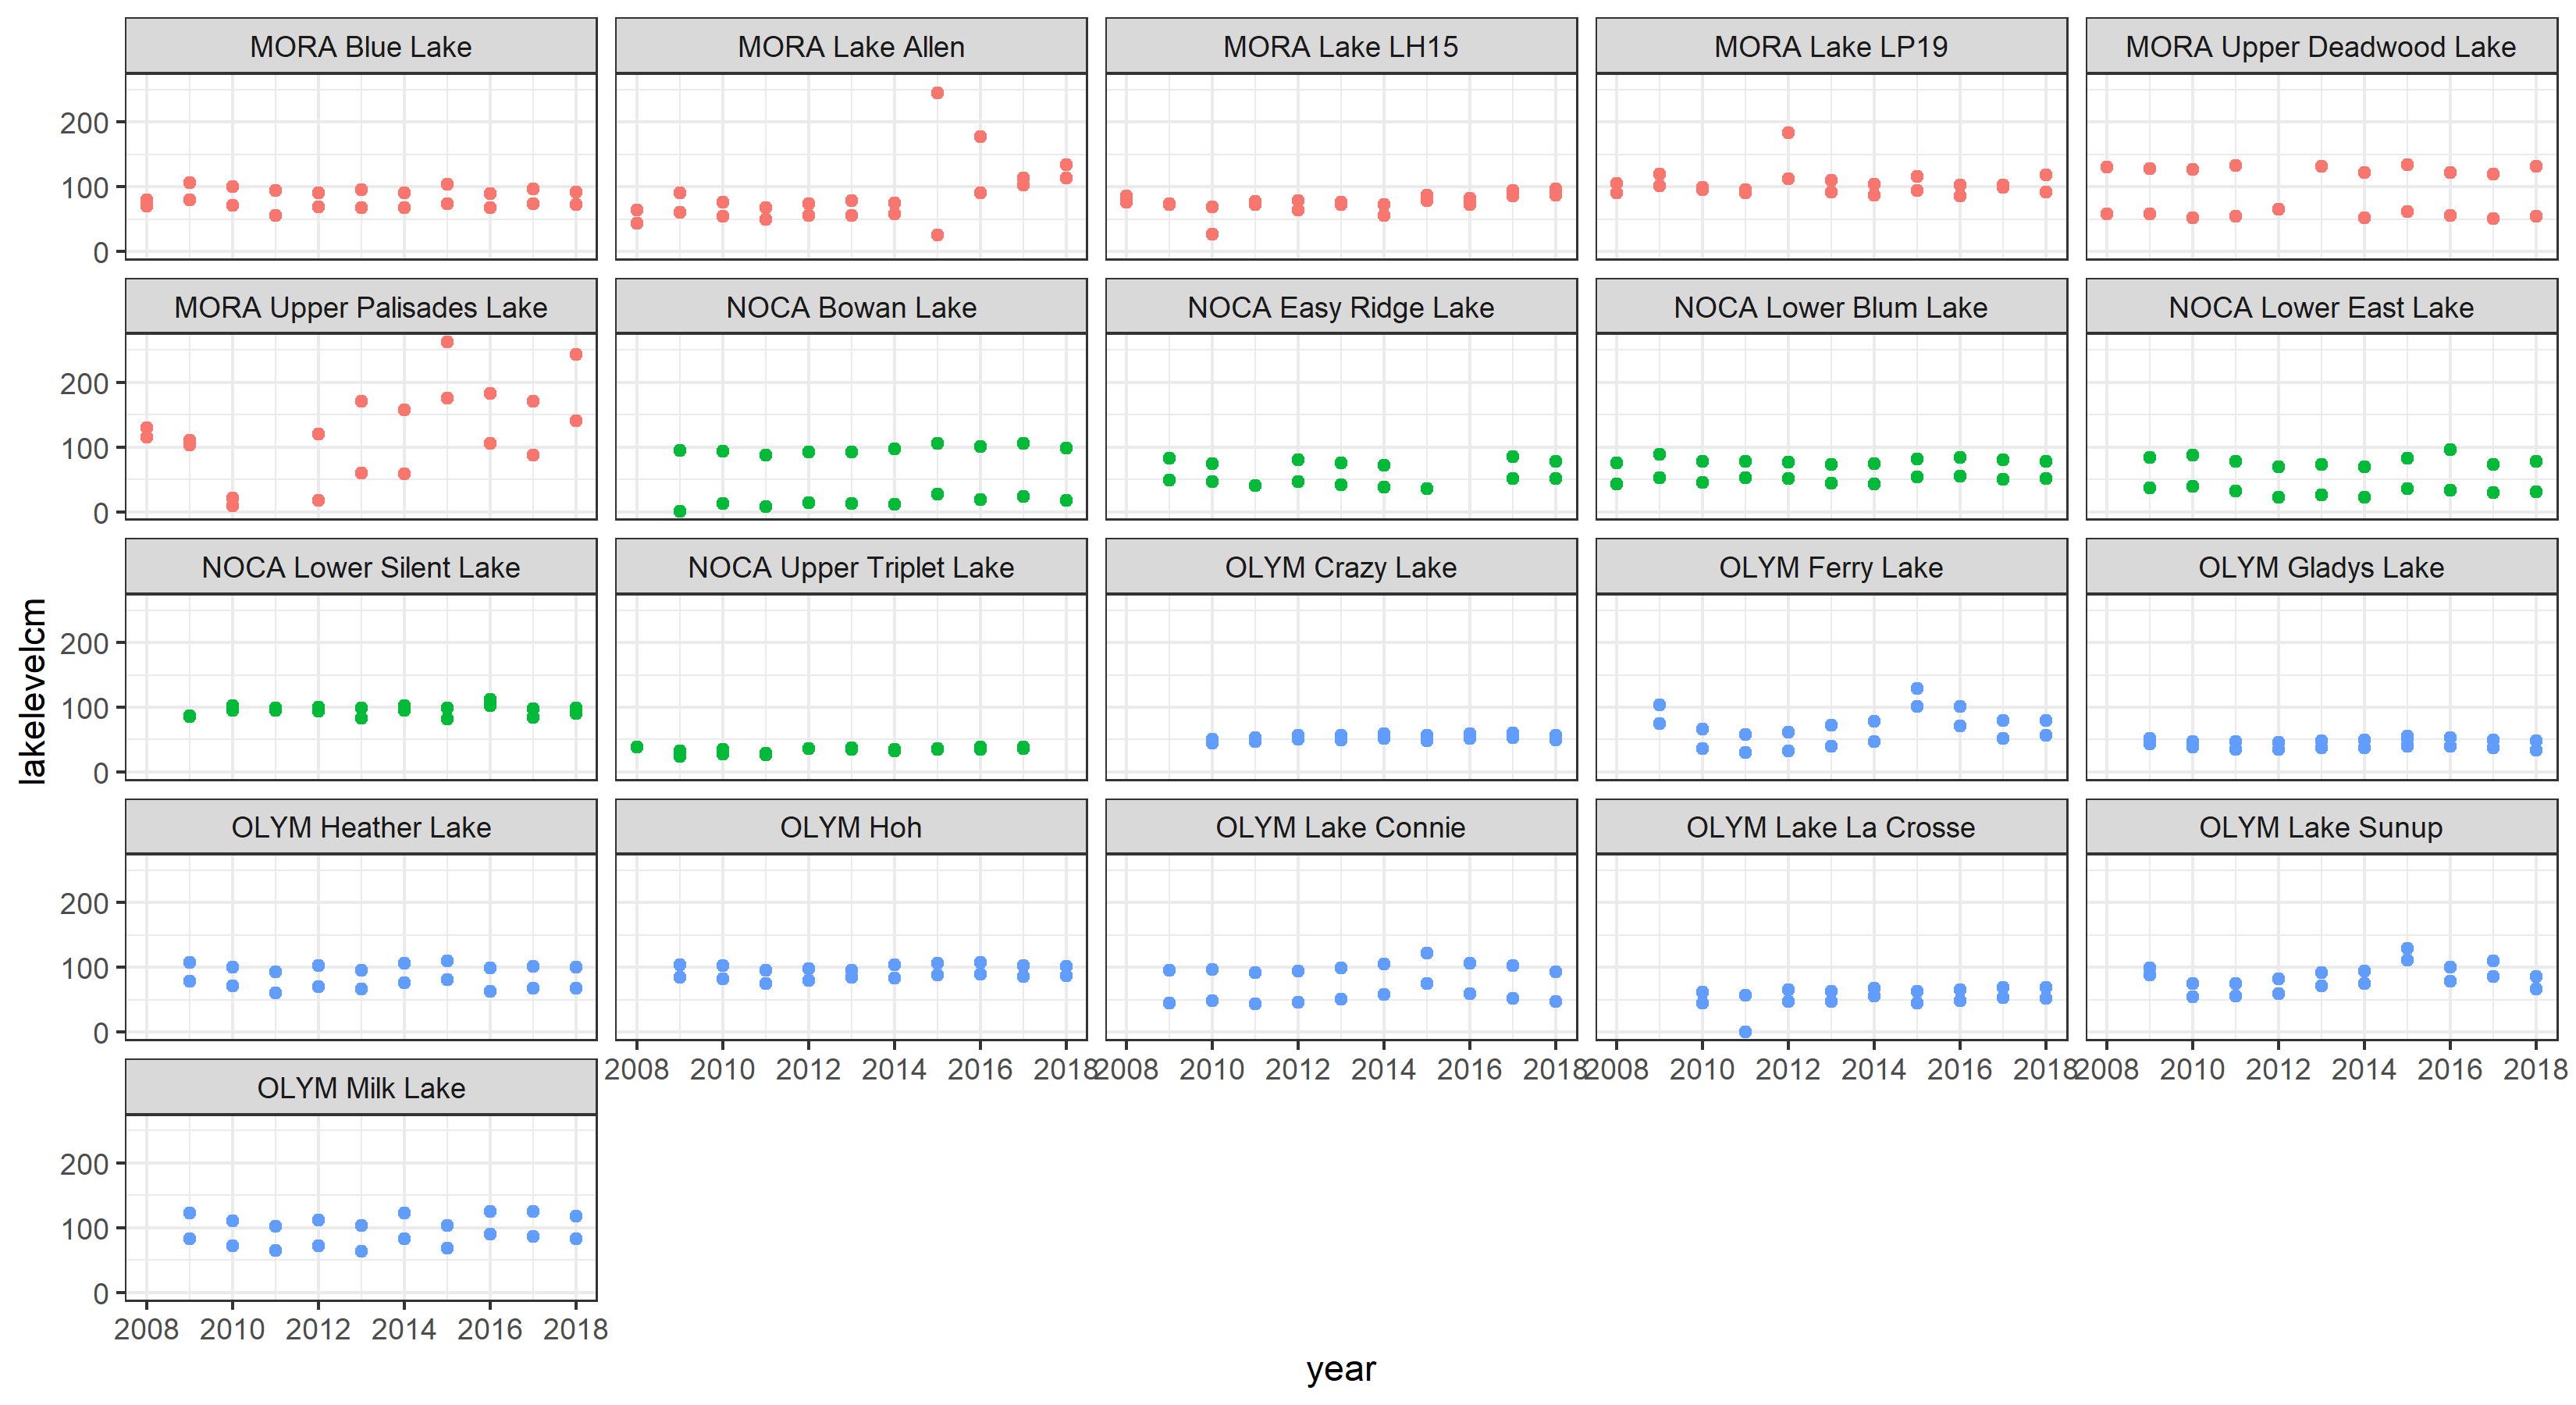 MORA Blue Lake MORA Lake Allen MORA Lake LH15 MORA Lake LP19 MORA Upper Deadwood Lake
200
100
0
MORA Upper Palisades Lake NOCA Bowan Lake NOCA Easy Ridge Lake NOCA Lower Blum Lake NOCA Lower East Lake
200
100
0
NOCA Lower Silent Lake NOCA Upper Triplet Lake OLYM Crazy Lake OLYM Ferry Lake OLYM Gladys Lake
200
100
0
lakelevelcm
OLYM Heather Lake OLYM Hoh OLYM Lake Connie OLYM Lake La Crosse OLYM Lake Sunup
200
100
0
2008 2010 2012 2014 2016 2018 2008 2010 2012 2014 2016 2018 2008 2010 2012 2014 2016 2018 2008 2010 2012 2014 2016 2018
OLYM Milk Lake
200
100
0
2008 2010 2012 2014 2016 2018
year